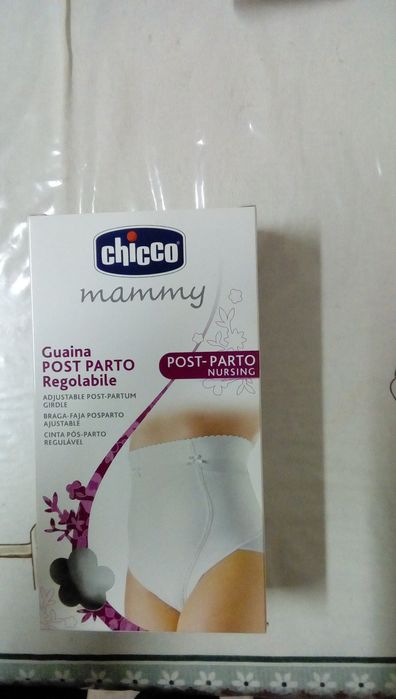 chicco
mammy
Guaina
POST PARTO
Regolabile
ADJUSTABLE POST-PARTUM
GIRDLE
BRAGA-FAJA POSPARTO
AJUSTABLE
CINTA PÓS-PARTO
REGULÁVEL
POST-PARTO
NURSING